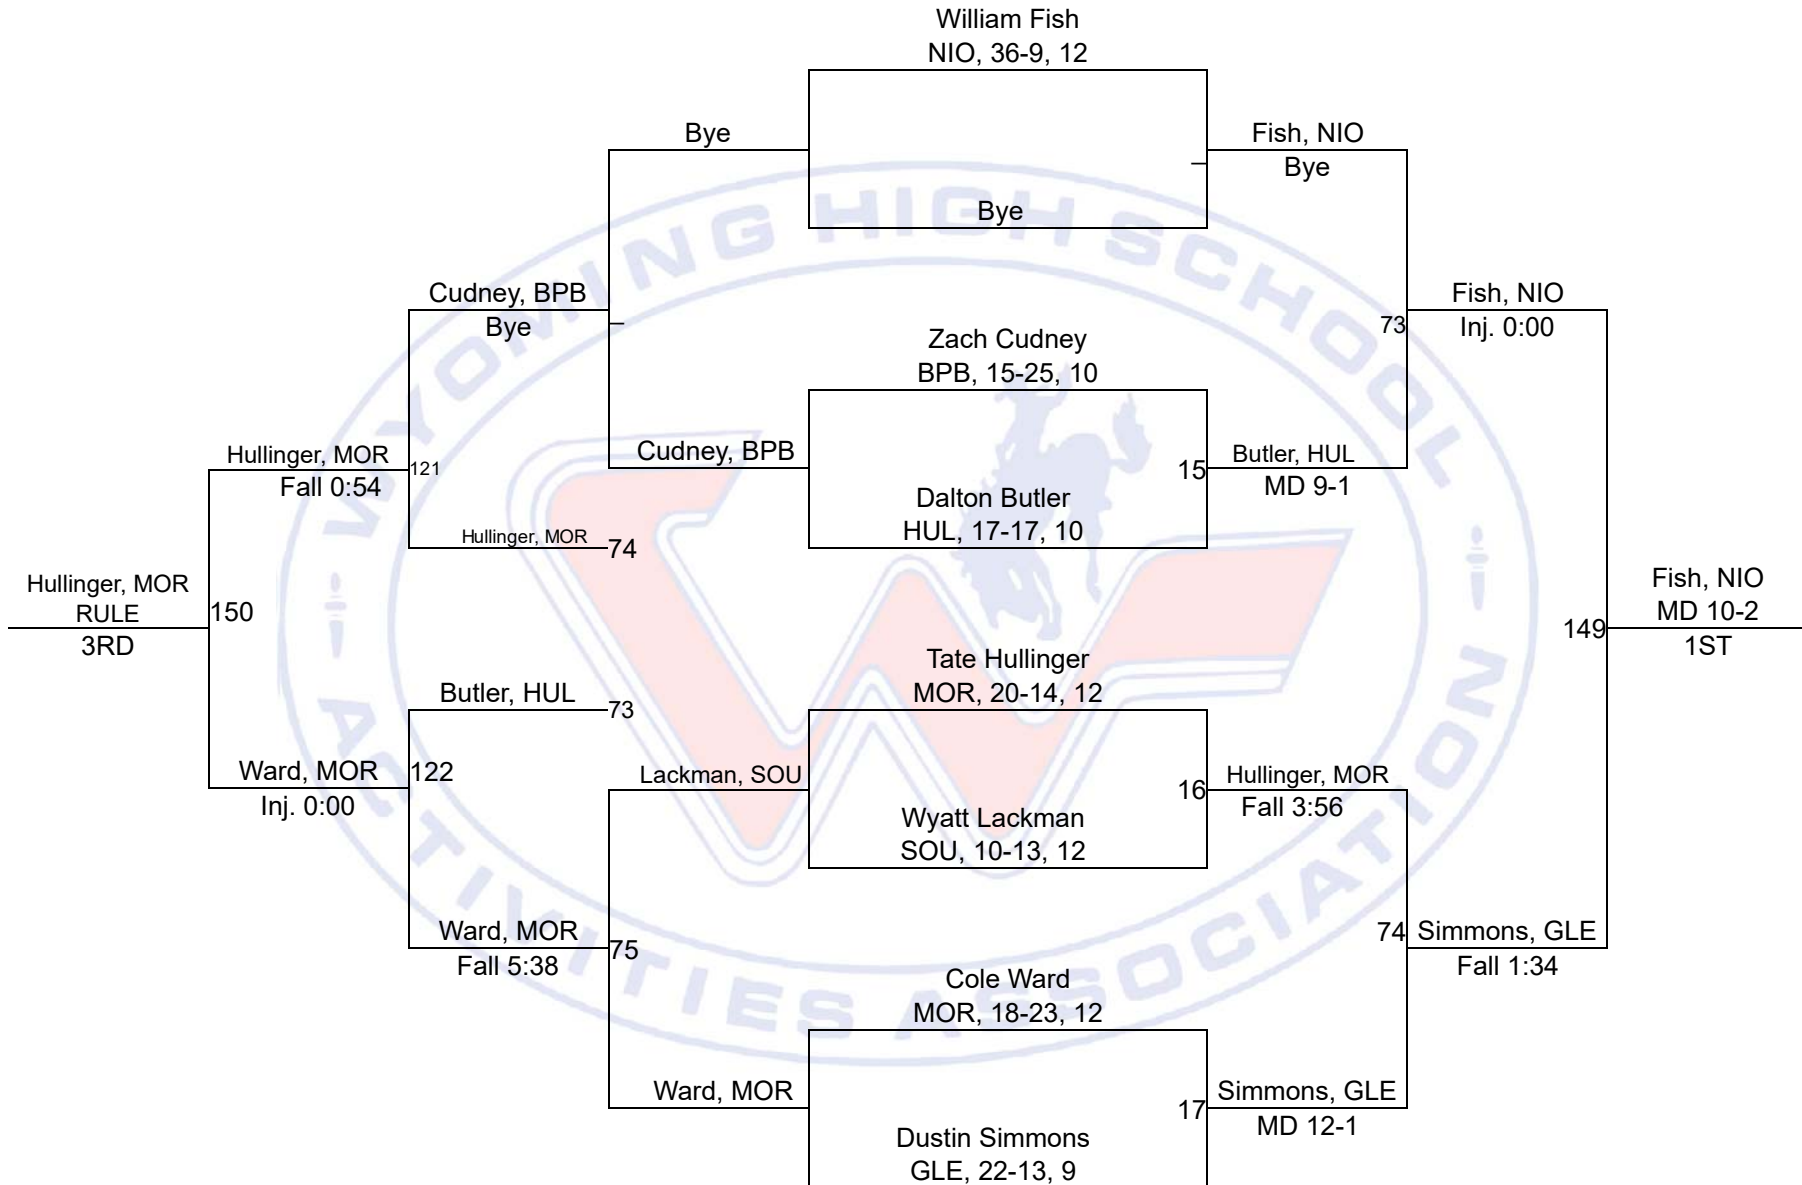 William Fish
NIO, 36-9, 12
Bye
Fish, NIO
Bye
Bye
Cudney, BPB
Bye
Fish, NIO
Inj. 0:00
73
Zach Cudney
BPB, 15-25, 10
Cudney, BPB
Hullinger, MOR
Fall 0:54
121
15
Butler, HUL
MD 9-1
Dalton Butler
HUL, 17-17, 10
Hullinger, MOR
74
Hullinger, MOR
RULE
3RD
150
Fish, NIO
MD 10-2
1ST
149
Tate Hullinger
MOR, 20-14, 12
Butler, HUL
73
Ward, MOR
Inj. 0:00
122
Lackman, SOU
16
Hullinger, MOR
Fall 3:56
Wyatt Lackman
SOU, 10-13, 12
Ward, MOR
Fall 5:38
75
74
Simmons, GLE
Fall 1:34
Cole Ward
MOR, 18-23, 12
Ward, MOR
17
Simmons, GLE
MD 12-1
Dustin Simmons
GLE, 22-13, 9
WYOMING HIGH SCHOOL
ACTIVITIES ASSOCIATION